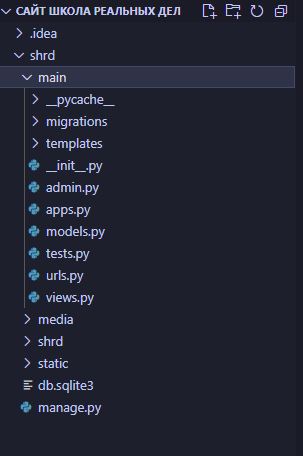 САЙТ ШКОЛА РЕАЛЬНЫХ ДЕЛ
.idea
shrd
main
__pycache__
migrations
templates
__init__.py
admin.py
apps.py
models.py
tests.py
urls.py
views.py
media
shrd
static
db.sqlite3
manage.py